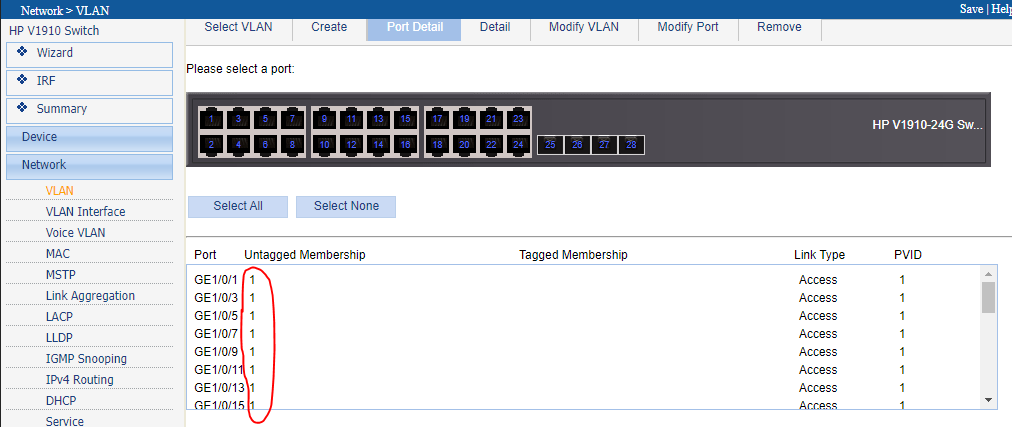 Network > VLAN
Save | Help
HP V1910 Switch
Wizard
IRF
Summary
Device
Network
VLAN
VLAN Interface
Voice VLAN
MAC
MSTP
Link Aggregation
LACP
LLDP
IGMP Snooping
IPv4 Routing
DHCP
Service
Select VLAN Create Port Detail Detail Modify VLAN Modify Port Remove
Please select a port:
1 3 5 7 9 11 13 15 17 19 21 23
HP V1910-24G Sw...
2 4 6 8 10 12 14 16 18 20 22 24 25 26 27 28
Select All Select None
Port Untagged Membership Tagged Membership Link Type PVID
GE1/0/1 1 Access 1
GE1/0/3 1 Access 1
GE1/0/5 1 Access 1
GE1/0/7 1 Access 1
GE1/0/9 1 Access 1
GE1/0/11 1 Access 1
GE1/0/13 1 Access 1
GE1/0/15 1 Access 1